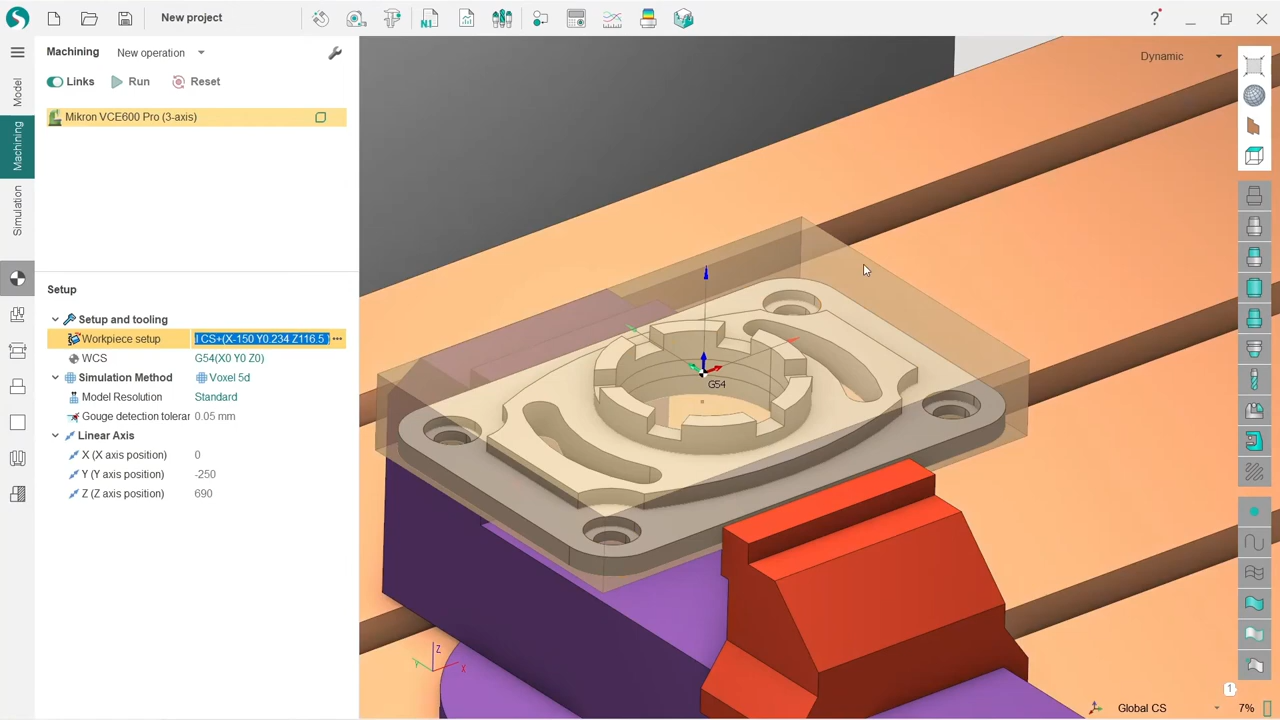 New project
N.I
?
Machining
New operation
Links
Run
Reset
Mikron VCE600 Pro (3-axis)
Model
Machining
Simulation
Dynamic
G54
Setup
Setup and tooling
Workpiece setup
l CS+(X-150 Y0.234 Z116.5 )
WCS
G54(X0 Y0 Z0)
Simulation Method
Voxel 5d
Model Resolution
Standard
Gouge detection toleran
0.05 mm
Linear Axis
X (X axis position)
0
Y (Y axis position)
-250
Z (Z axis position)
690
Z
Y
X
1
Global CS
7%